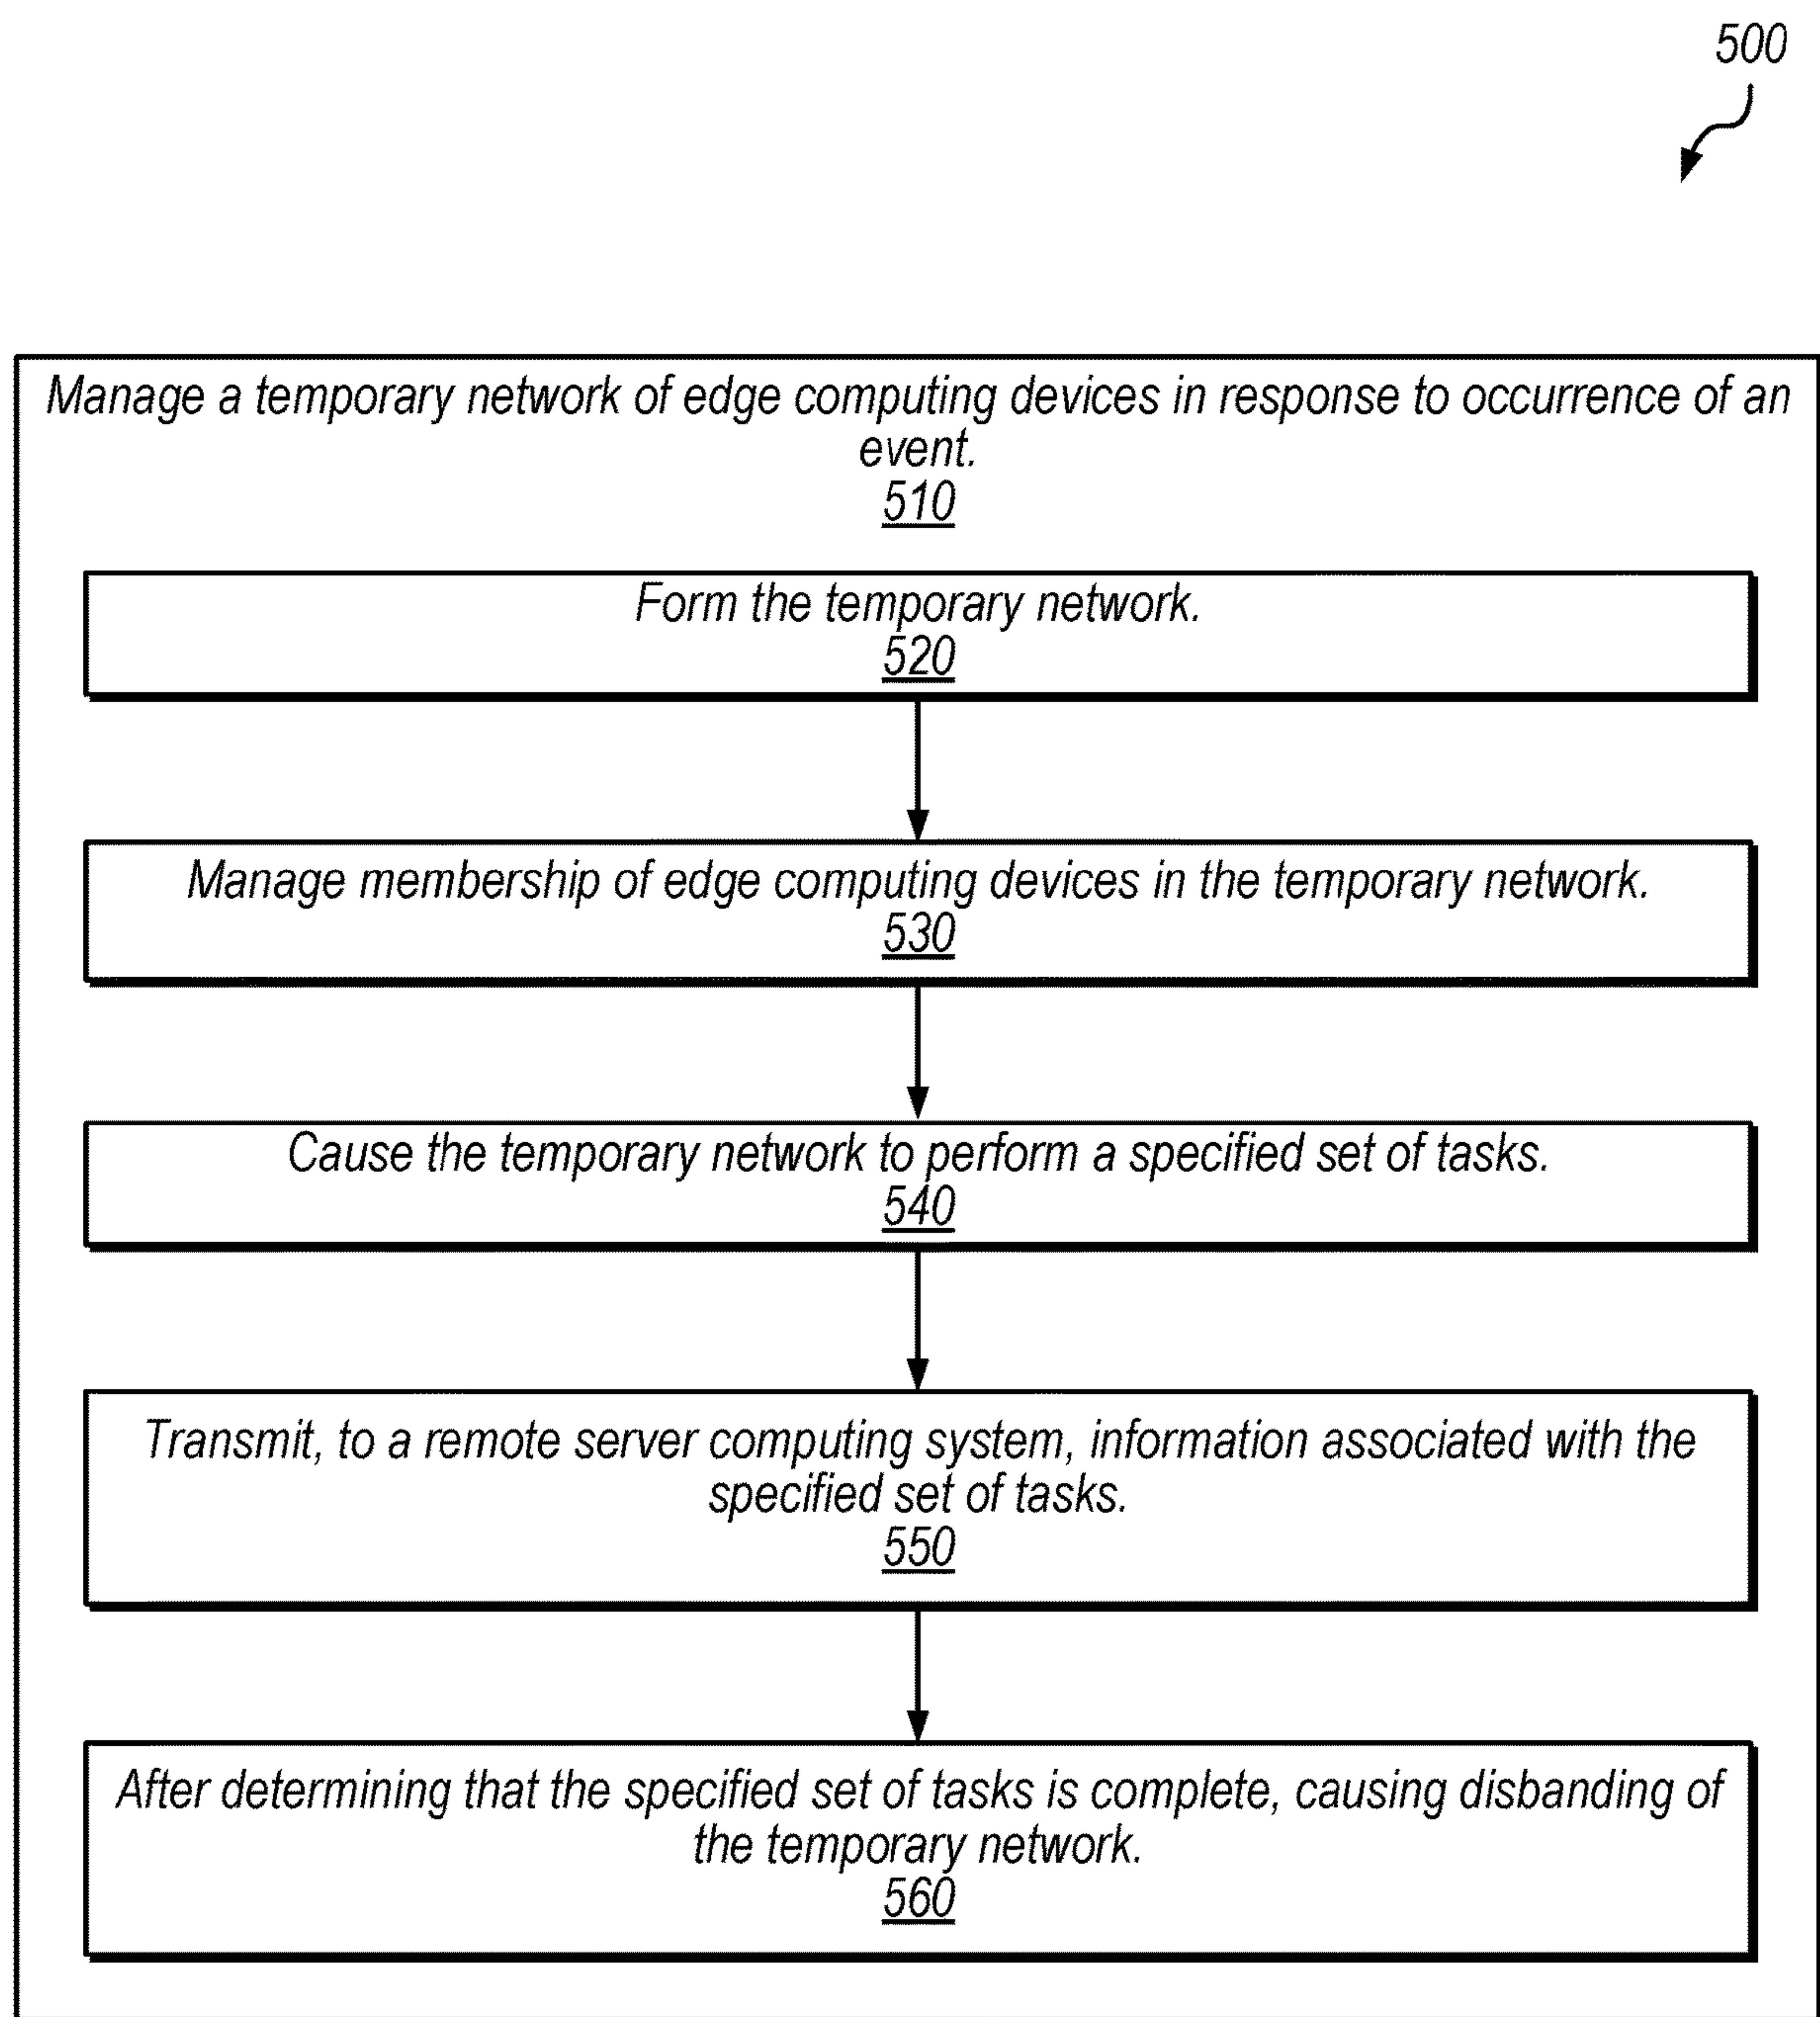 500
Manage a temporary network of edge computing devices in response to occurrence of an
event.
510
Form the temporary network.
520
Manage membership of edge computing devices in the temporary network.
530
Cause the temporary network to perform a specified set of tasks.
540
Transmit, to a remote server computing system, information associated with the
specified set of tasks.
550
After determining that the specified set of tasks is complete, causing disbanding of
the temporary network.
560